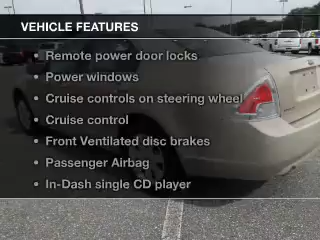 VEHICLE FEATURES
• Remote power door locks
• Power windows
• Cruise controls on steering wheel
• Cruise control
• Front Ventilated disc brakes
• Passenger Airbag
• In-Dash single CD player